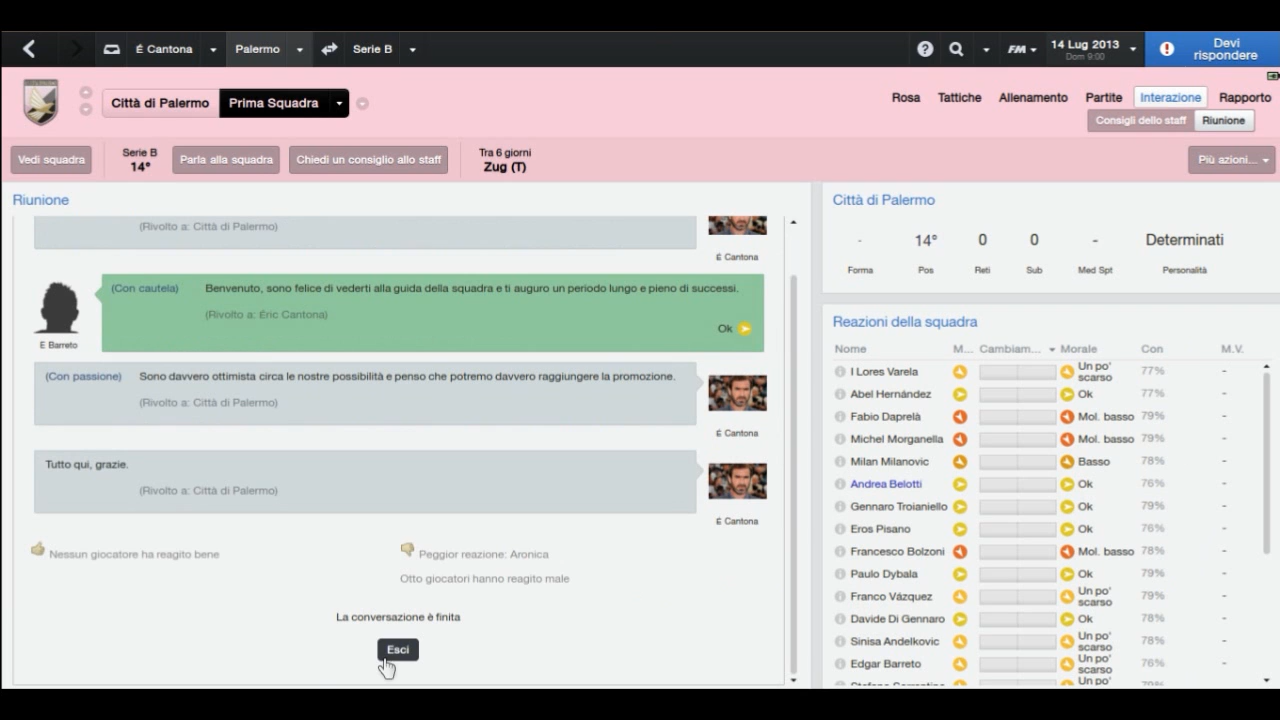 É Cantona
Palermo
Serie B
FM
14 Lug 2013
Dom 9:00
Devi
rispondere
Città di Palermo
Prima Squadra
Rosa
Tattiche
Allenamento
Partite
Interazione
Rapporto
Consigli dello staff
Riunione
Vedi squadra
Serie B
14°
Parla alla squadra
Chiedi un consiglio allo staff
Tra 6 giorni
Zug (T)
Più azioni...
Riunione
(Rivolto a: Città di Palermo)
É Cantona
(Con cautela) Benvenuto, sono felice di vederti alla guida della squadra e ti auguro un periodo lungo e pieno di successi.
(Rivolto a: Éric Cantona)
Ok
E Barreto
(Con passione) Sono davvero ottimista circa le nostre possibilità e penso che potremo davvero raggiungere la promozione.
(Rivolto a: Città di Palermo)
É Cantona
Tutto qui, grazie.
(Rivolto a: Città di Palermo)
É Cantona
Nessun giocatore ha reagito bene
Peggior reazione: Aronica
Otto giocatori hanno reagito male
La conversazione è finita
Esci
Città di Palermo
- 14° 0 0 - Determinati
Forma Pos Reti Sub Med Spt Personalità
Reazioni della squadra
Nome M... Cambiam... Morale Con M.V.
I Lores Varela Un po' scarso 77% -
Abel Hernández Ok 77% -
Fabio Daprelà Mol. basso 79% -
Michel Morganella Mol. basso 79% -
Milan Milanovic Basso 78% -
Andrea Belotti Ok 76% -
Gennaro Troianiello Ok 79% -
Eros Pisano Ok 76% -
Francesco Bolzoni Mol. basso 78% -
Paulo Dybala Ok 79% -
Franco Vázquez Un po' scarso 79% -
Davide Di Gennaro Ok 78% -
Sinisa Andelkovic Un po' scarso 78% -
Edgar Barreto Un po' scarso 76% -
Un po'